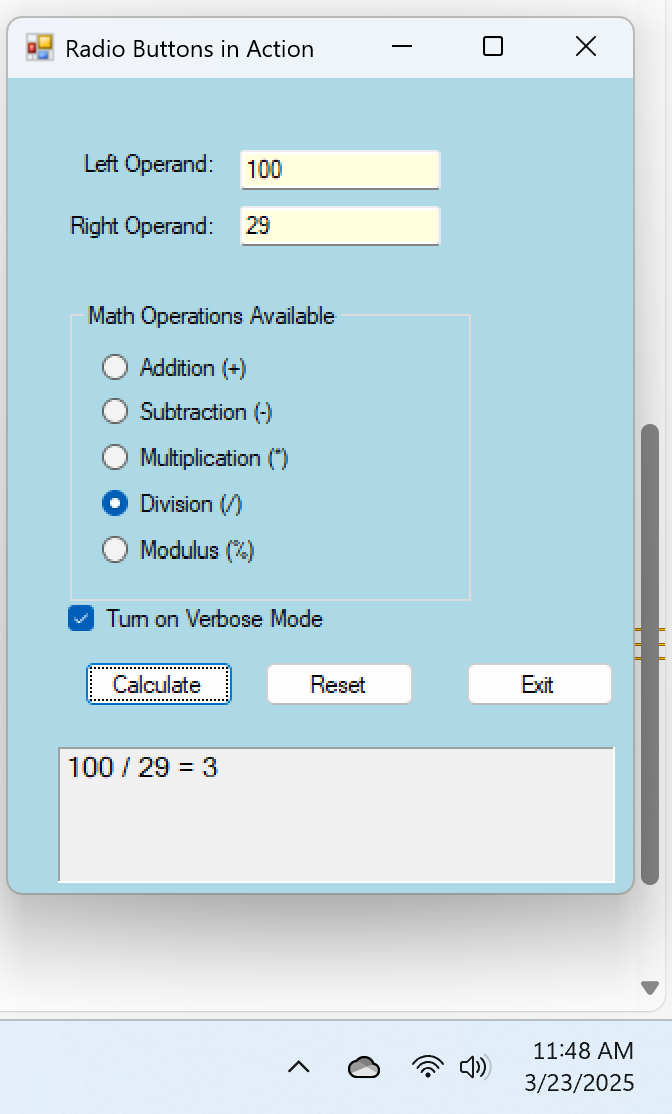 Radio Buttons in Action
Left Operand: 100
Right Operand: 29
Math Operations Available
Addition (+)
Subtraction (-)
Multiplication (*)
Division (/)
Modulus (%)
Turn on Verbose Mode
Calculate Reset Exit
100 / 29 = 3
11:48 AM
3/23/2025